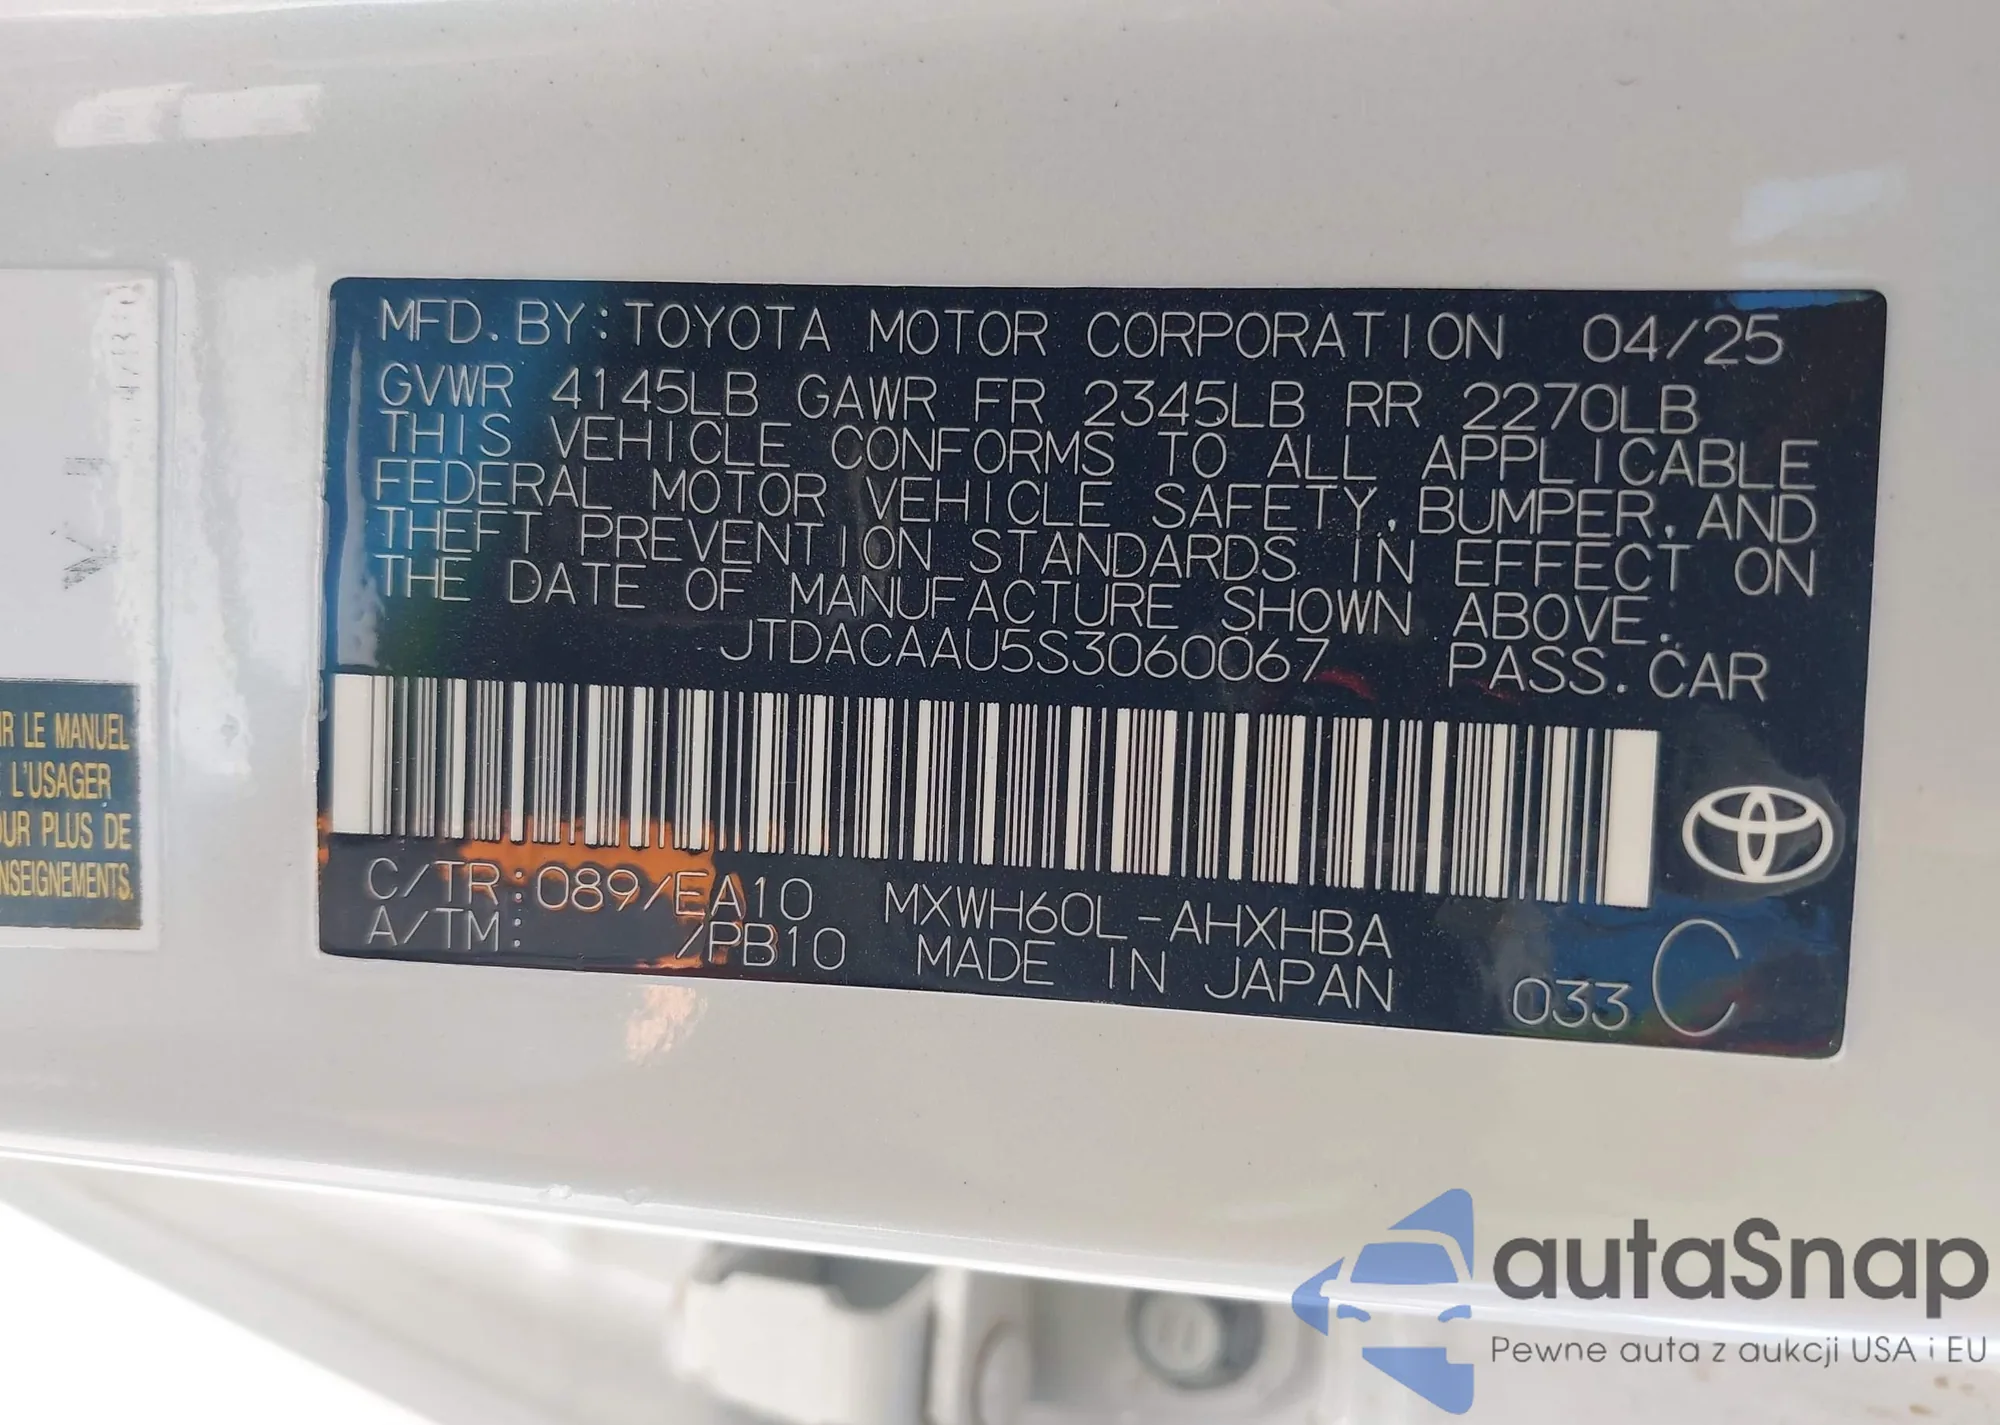 MFD. BY: TOYOTA MOTOR CORPORATION 04/25
GVWR 4145LB GAWR FR 2345LB RR 2270LB
THIS VEHICLE CONFORMS TO ALL APPLICABLE
FEDERAL MOTOR VEHICLE SAFETY, BUMPER, AND
THEFT PREVENTION STANDARDS IN EFFECT ON
THE DATE OF MANUFACTURE SHOWN ABOVE.
JTDACAAU5S3060067 PASS. CAR
C/TR:089/EA10 MXWH60L-AHXHBA
A/TM: /PB10 MADE IN JAPAN 033 C
R LE MANUEL
L'USAGER
OUR PLUS DE
NSEIGNEMENTS.
autaSnap
Pewne auta z aukcji USA i EU